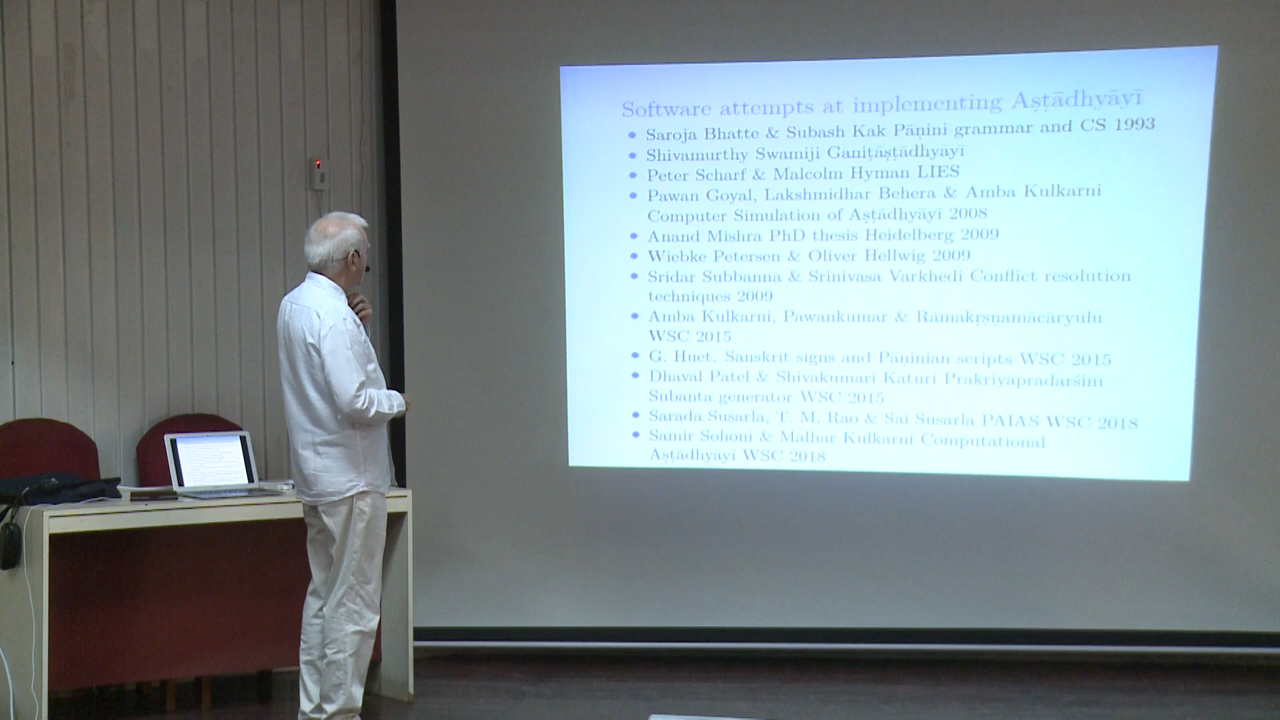 Software attempts at implementing Aṣṭādhyāyī
• Saroja Bhatte & Subash Kak Pāṇini grammar and CS 1993
• Shivamurthy Swamiji Gaṇiṭāṣṭādhyāyī
• Peter Scharf & Malcolm Hyman LIES
• Pawan Goyal, Lakshmidhar Behera & Amba Kulkarni
Computer Simulation of Aṣṭādhyāyī 2008
• Anand Mishra PhD thesis Heidelberg 2009
• Wiebke Petersen & Oliver Hellwig 2009
• Sridar Subbanna & Srinivasa Varkhedi Conflict resolution
techniques 2009
• Amba Kulkarni, Pawankumar & Rāmakṛṣṇamācāryulu
WSC 2015
• G. Huet. Sanskrit signs and Pāṇinian scripts WSC 2015
• Dhaval Patel & Shivakumari Katuri Prakriyāpradarśinī
Subanta generator WSC 2015
• Sarada Susarla, T. M. Rao & Sai Susarla PAIAS WSC 2018
• Samir Sohoni & Malhar Kulkarni Computational
Aṣṭādhyāyī WSC 2018